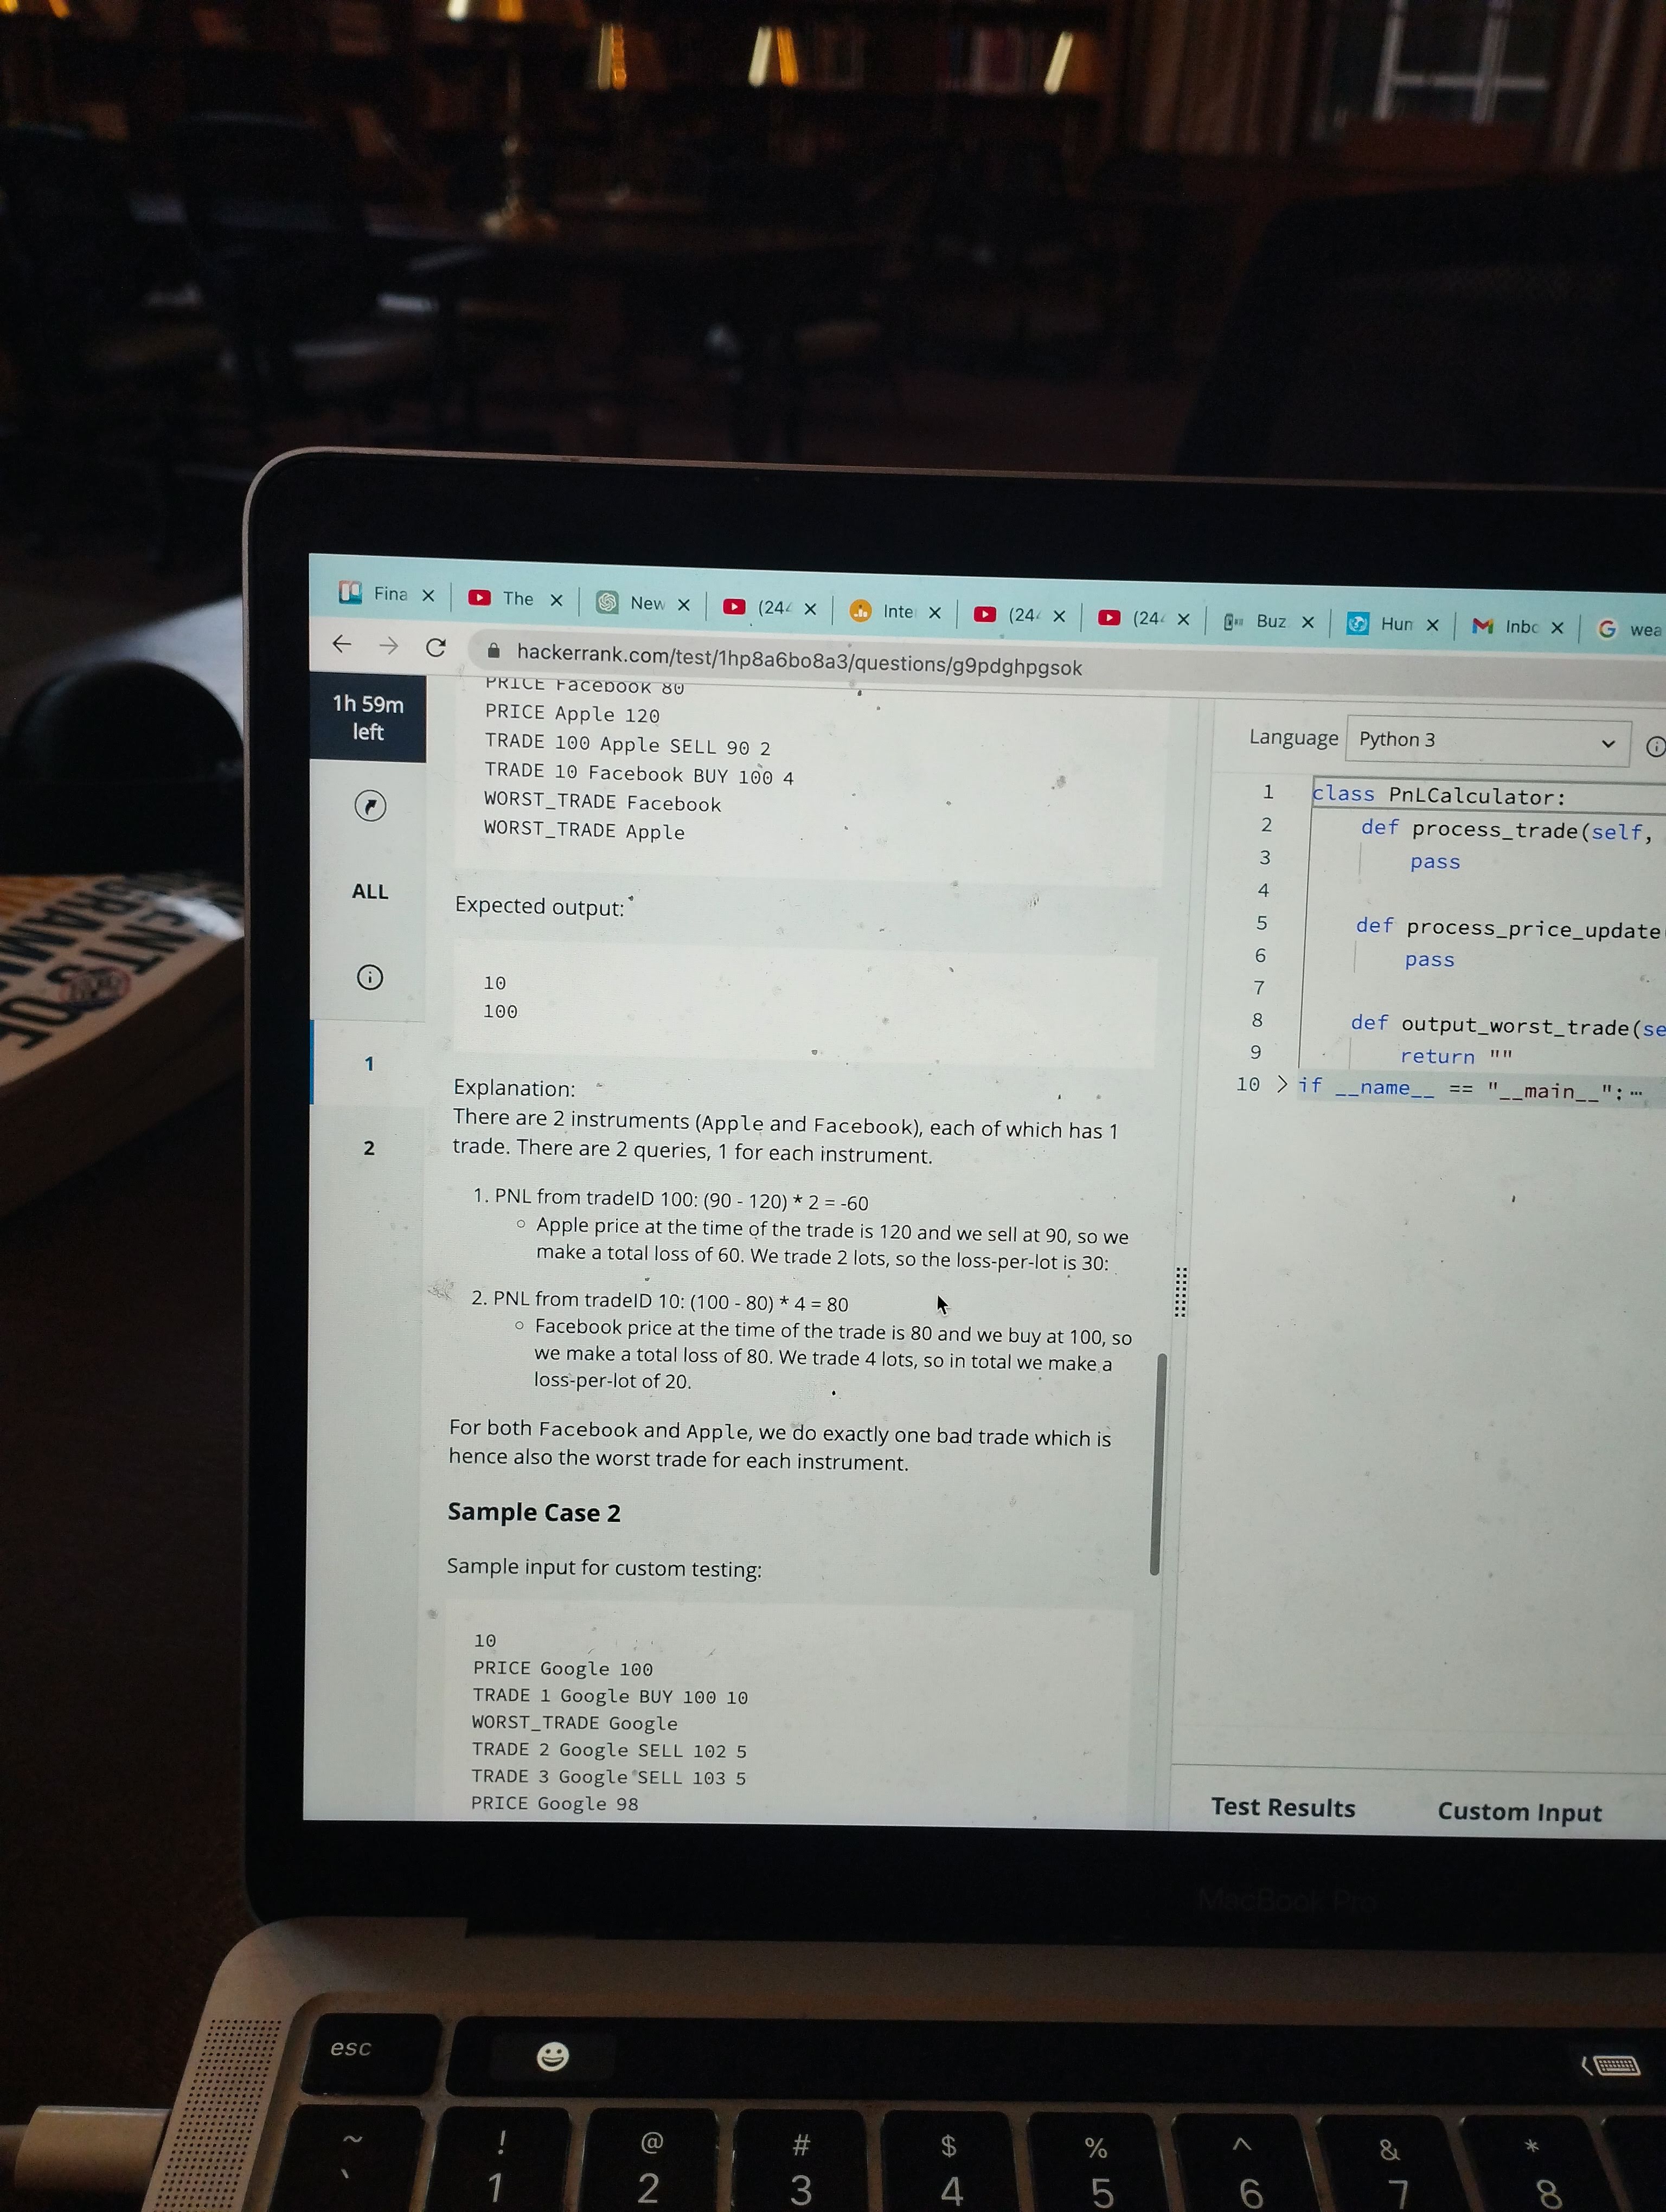 Fina
The
New
(24
Inte
(24
(24
Buz
Hun
Inbo
wea
hackerrank.com/test/1hp8a6bo8a3/questions/g9pdghpgsok
1h 59m
left
ALL
1
2
PRICE Facebook 80
PRICE Apple 120
TRADE 100 Apple SELL 90 2
TRADE 10 Facebook BUY 100 4
WORST_TRADE Facebook
WORST_TRADE Apple
Expected output:
10
100
Explanation:
There are 2 instruments (Apple and Facebook), each of which has 1
trade. There are 2 queries, 1 for each instrument.
1. PNL from tradeID 100: (90 - 120) * 2 = -60
Apple price at the time of the trade is 120 and we sell at 90, so we
make a total loss of 60. We trade 2 lots, so the loss-per-lot is 30:
2. PNL from tradeID 10: (100 - 80) * 4 = 80
Facebook price at the time of the trade is 80 and we buy at 100, so
we make a total loss of 80. We trade 4 lots, so in total we make a
loss-per-lot of 20.
For both Facebook and Apple, we do exactly one bad trade which is
hence also the worst trade for each instrument.
Sample Case 2
Sample input for custom testing:
10
PRICE Google 100
TRADE 1 Google BUY 100 10
WORST_TRADE Google
TRADE 2 Google SELL 102 5
TRADE 3 Google SELL 103 5
PRICE Google 98
Language
Python 3
1 class PnLCalculator:
2 def process_trade(self,
3 pass
4
5 def process_price_update(
6 pass
7
8 def output_worst_trade(se
9 return ""
10 if __name__ == "__main__":
Test Results
Custom Input
MacBook Pro
esc
~ ! @ # $ % ^ & *
` 1 2 3 4 5 6 7 8